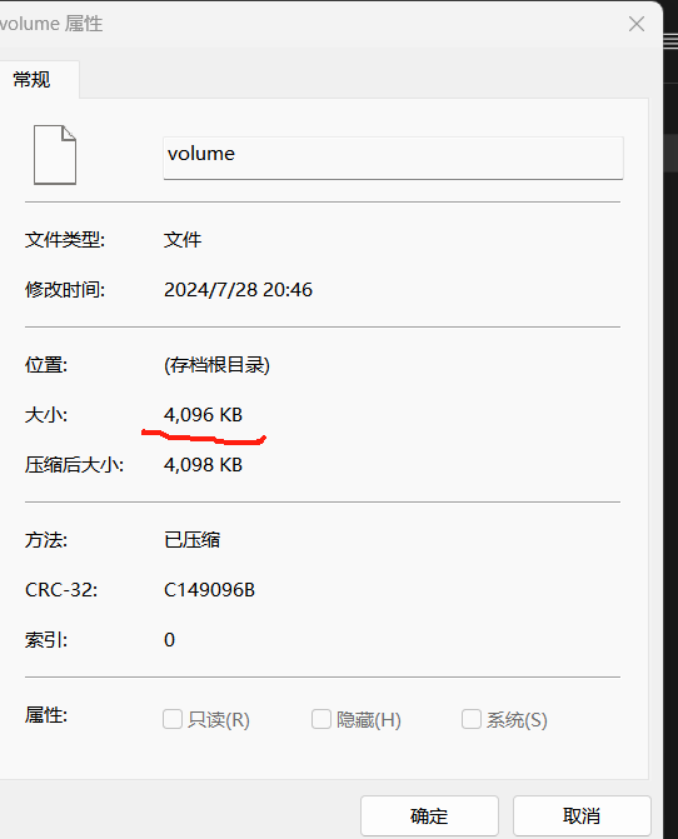 volume 属性
常规
volume
文件类型: 文件
修改时间: 2024/7/28 20:46
位置: (存档根目录)
大小: 4,096 KB
压缩后大小: 4,098 KB
方法: 已压缩
CRC-32: C149096B
索引: 0
属性: 只读(R) 隐藏(H) 系统(S)
确定 取消